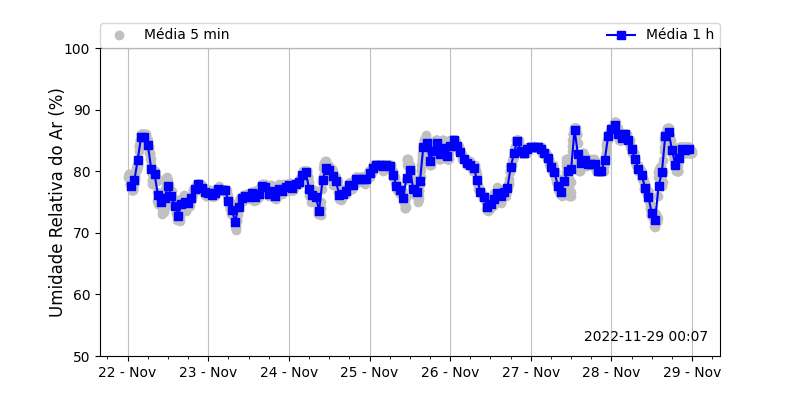 Média 5 min
Média 1 h
Umidade Relativa do Ar (%)
100
90
80
70
60
50
2022-11-29 00:07
22 - Nov
23 - Nov
24 - Nov
25 - Nov
26 - Nov
27 - Nov
28 - Nov
29 - Nov